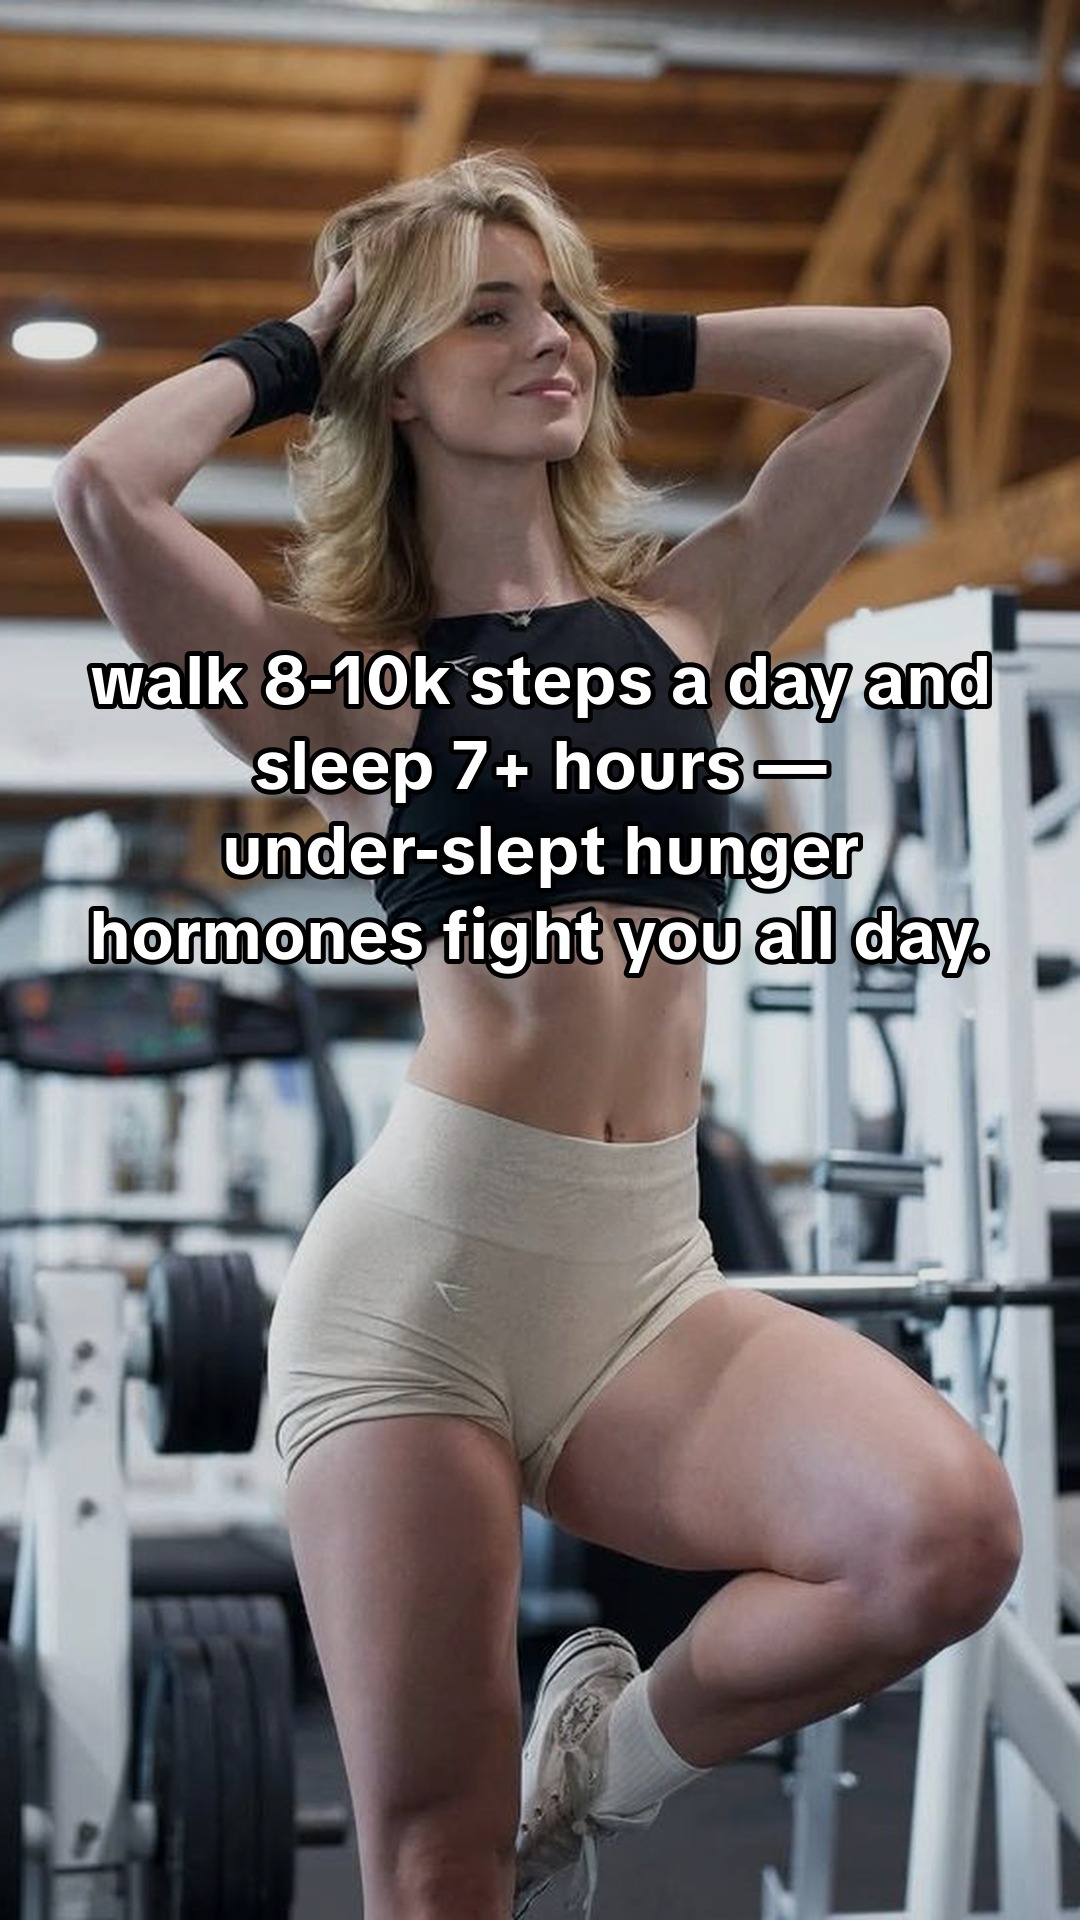 walk 8-10k steps a day and
sleep 7+ hours —
under-slept hunger
hormones fight you all day.